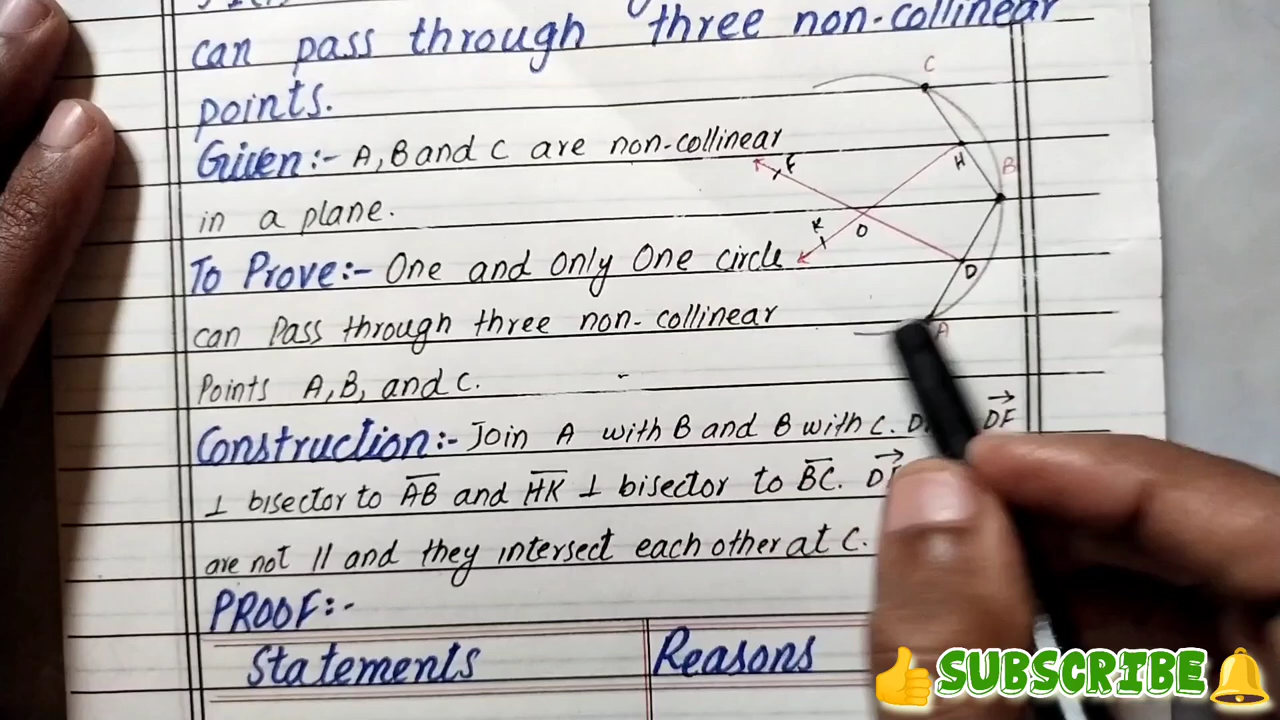 can pass through three non-collinear
points.
Given:- A,B and C are non-collinear
in a plane.
To Prove:- One and only One circle
can Pass through three non-collinear
Points A,B, and C.
Construction:- Join A with B and B with C. DF
⊥ bisector to AB and HK ⊥ bisector to BC.
are not || and they intersect each other at C.
PROOF:-
Statements Reasons
C
H
B
F
K
O
D
A
SUBSCRIBE